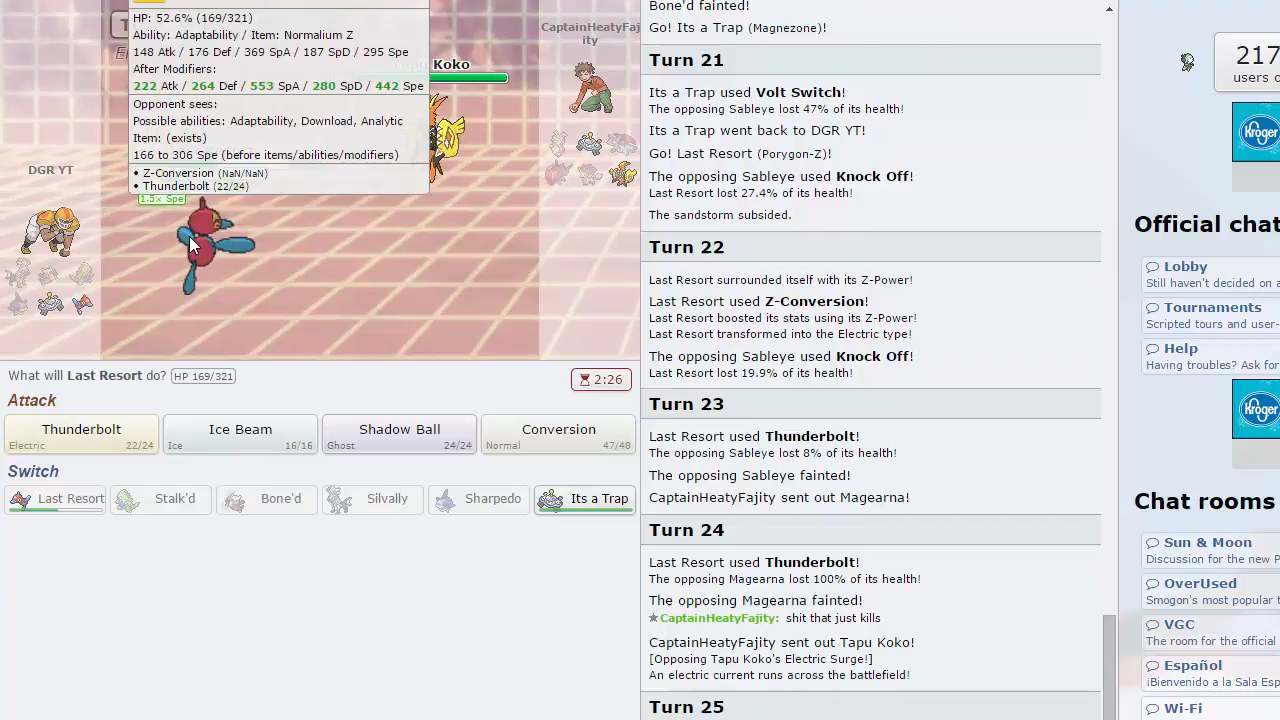 HP: 52.6% (169/321)
Ability: Adaptability / Item: Normalium Z
148 Atk / 176 Def / 369 SpA / 187 SpD / 295 Spe
After Modifiers:
222 Atk / 264 Def / 553 SpA / 280 SpD / 442 Spe
Opponent sees:
Possible abilities: Adaptability, Download, Analytic
Item: (exists)
166 to 306 Spe (before items/abilities/modifiers)
• Z-Conversion (NaN/NaN)
• Thunderbolt (22/24)
1.5× Spe
Koko
DGR YT
CaptainHeatyFaj
ity
What will Last Resort do? HP 169/321
2:26
Attack
Thunderbolt
Electric 22/24
Ice Beam
Ice 16/16
Shadow Ball
Ghost 24/24
Conversion
Normal 47/48
Switch
Last Resort
Stalk'd
Bone'd
Silvally
Sharpedo
Its a Trap
Bone'd fainted!
Go! Its a Trap (Magnezone)!
Turn 21
Its a Trap used Volt Switch!
The opposing Sableye lost 47% of its health!
Its a Trap went back to DGR YT!
Go! Last Resort (Porygon-Z)!
The opposing Sableye used Knock Off!
Last Resort lost 27.4% of its health!
The sandstorm subsided.
Turn 22
Last Resort surrounded itself with its Z-Power!
Last Resort used Z-Conversion!
Last Resort boosted its stats using its Z-Power!
Last Resort transformed into the Electric type!
The opposing Sableye used Knock Off!
Last Resort lost 19.9% of its health!
Turn 23
Last Resort used Thunderbolt!
The opposing Sableye lost 8% of its health!
The opposing Sableye fainted!
CaptainHeatyFajity sent out Magearna!
Turn 24
Last Resort used Thunderbolt!
The opposing Magearna lost 100% of its health!
The opposing Magearna fainted!
★CaptainHeatyFajity: shit that just kills
CaptainHeatyFajity sent out Tapu Koko!
[Opposing Tapu Koko's Electric Surge!]
An electric current runs across the battlefield!
Turn 25
217
users o
Kroger
Official chat
Lobby
Still haven't decided on a
Tournaments
Scripted tours and user-
Help
Having troubles? Ask for
Kroger
Chat rooms
Sun & Moon
Discussion for the new P
OverUsed
Smogon's most popular t
VGC
The room for the official
Español
¡Bienvenido a la Sala Esp
Wi-Fi